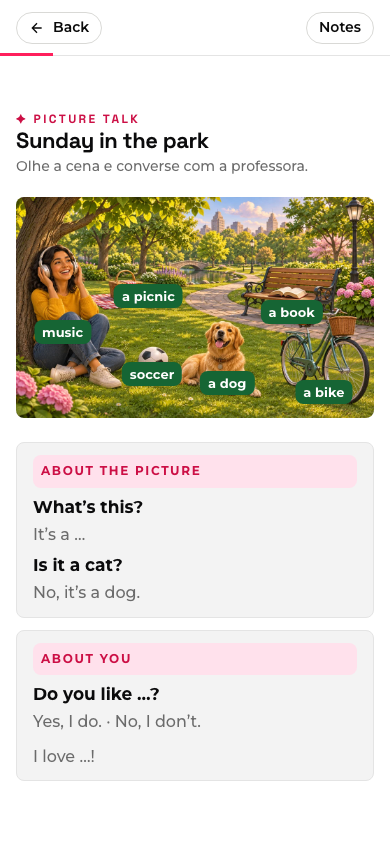 Back
Notes
PICTURE TALK
Sunday in the park
Olhe a cena e converse com a professora.
a picnic
a book
music
soccer
a dog
a bike
ABOUT THE PICTURE
What’s this?
It’s a ...
Is it a cat?
No, it’s a dog.
ABOUT YOU
Do you like ...?
Yes, I do. · No, I don’t.
I love ...!